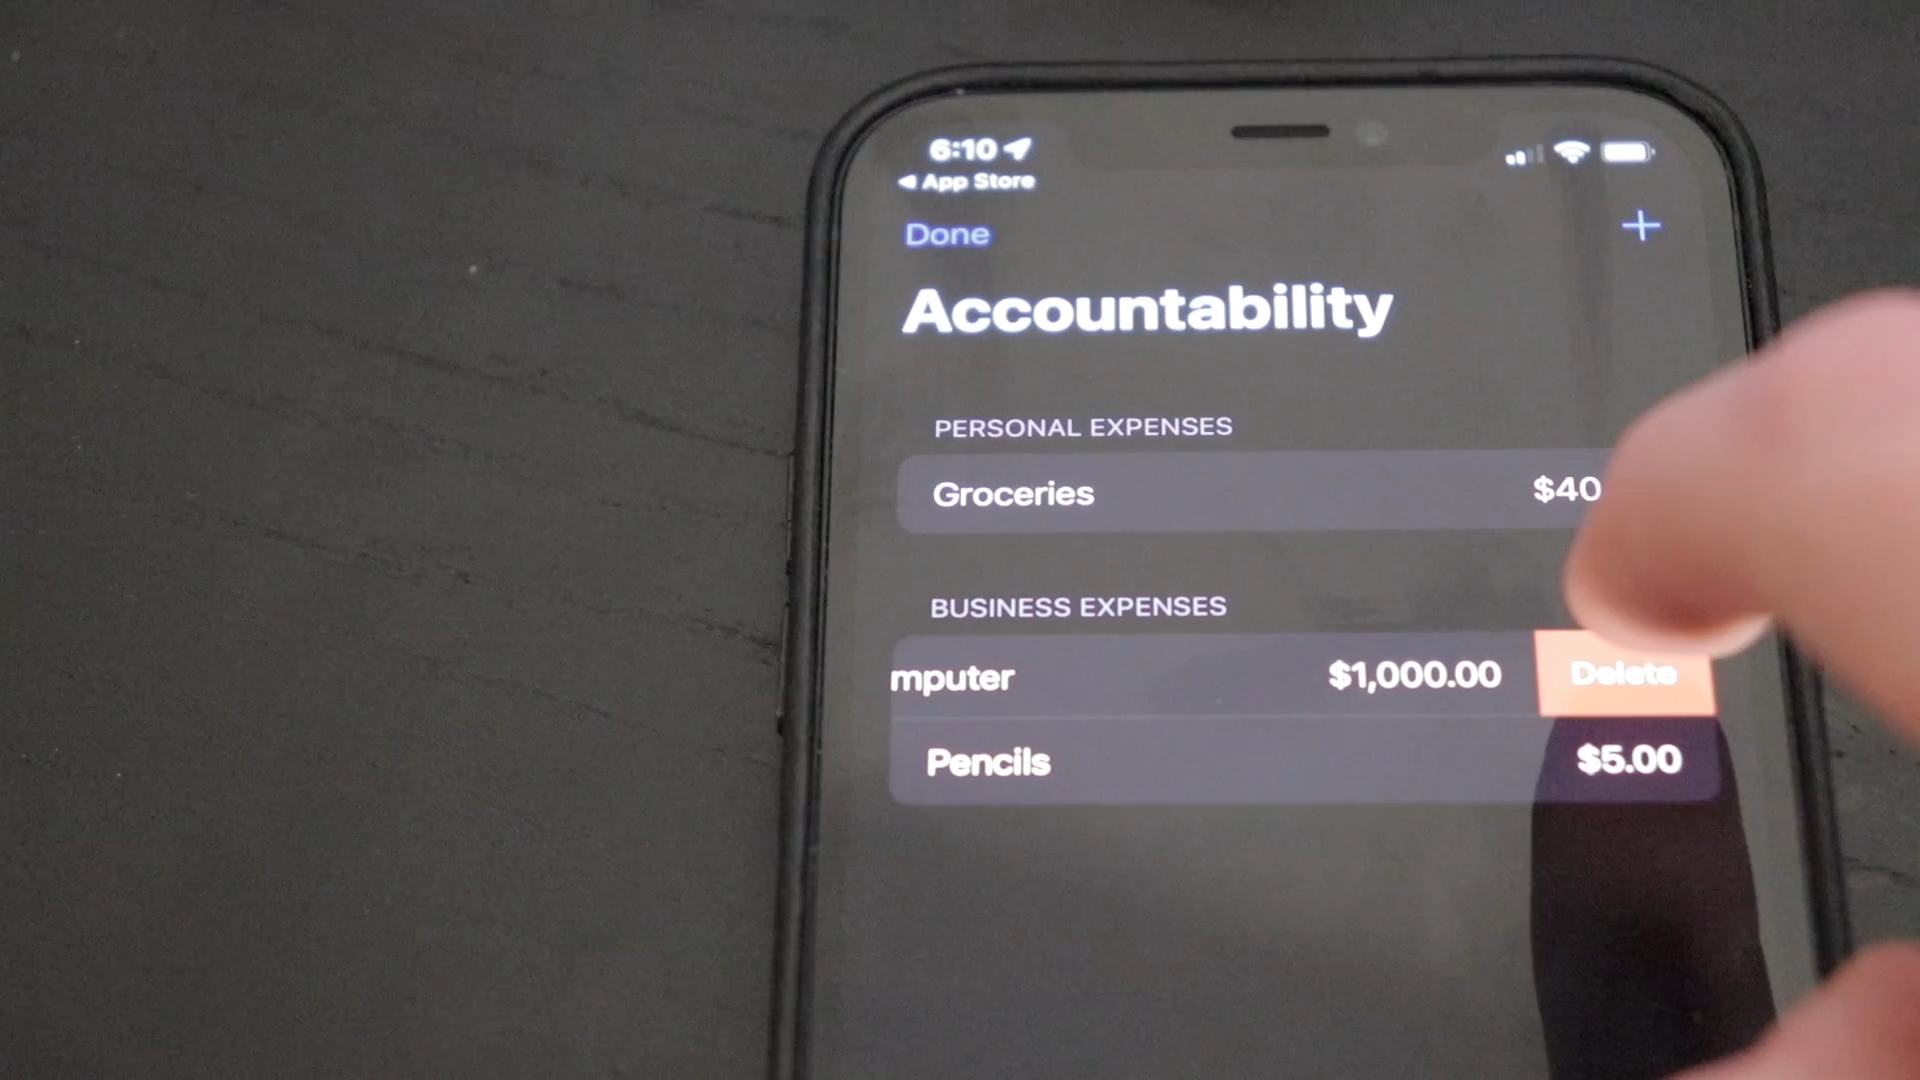 6:10
App Store
Done
+
Accountability
PERSONAL EXPENSES
Groceries $40
BUSINESS EXPENSES
mputer $1,000.00 Delete
Pencils $5.00